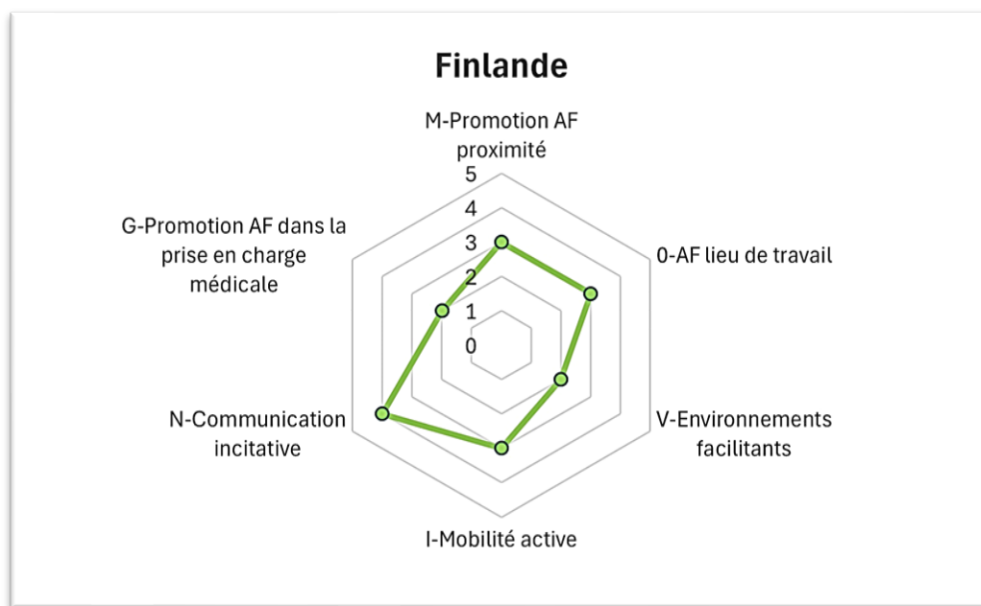 Finlande
M-Promotion AF
proximité
5
4
3
2
1
0
G-Promotion AF dans la
prise en charge
médicale
0-AF lieu de travail
N-Communication
incitative
V-Environnements
facilitants
I-Mobilité active